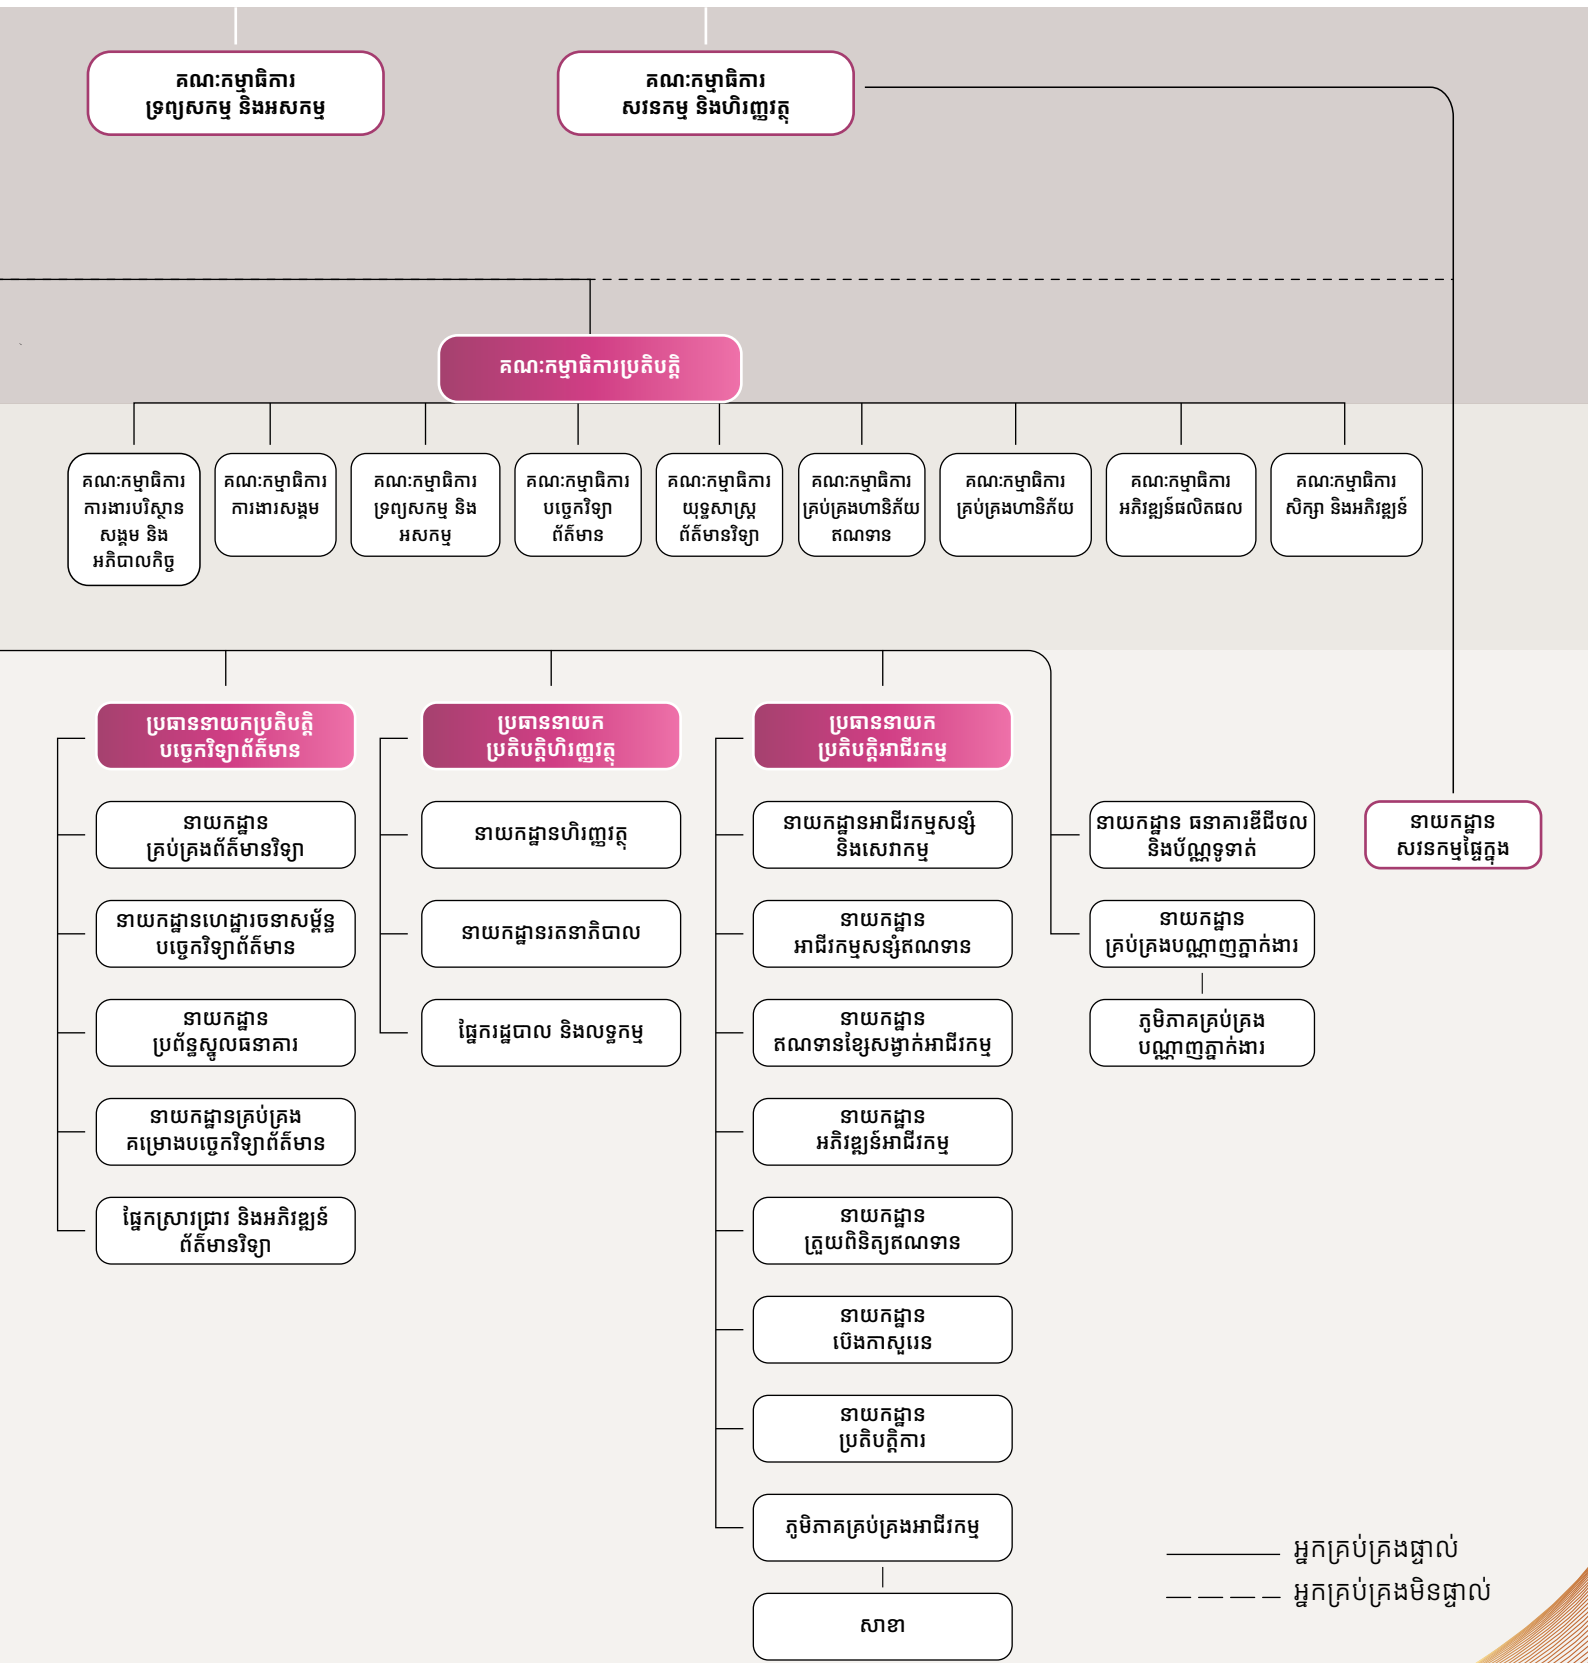 គណៈកម្មាធិការ
ទ្រព្យសកម្ម និងអសកម្ម
គណៈកម្មាធិការ
សវនកម្ម និងហិរញ្ញវត្ថុ
គណៈកម្មាធិការប្រតិបត្តិ
គណៈកម្មាធិការ
ការងារបរិស្ថាន
សង្គម និង
អភិបាលកិច្ច
គណៈកម្មាធិការ
ការងារសង្គម
គណៈកម្មាធិការ
ទ្រព្យសកម្ម និង
អសកម្ម
គណៈកម្មាធិការ
បច្ចេកវិទ្យា
ព័ត៌មាន
គណៈកម្មាធិការ
យុទ្ធសាស្ត្រ
ព័ត៌មានវិទ្យា
គណៈកម្មាធិការ
គ្រប់គ្រងហានិភ័យ
ឥណទាន
គណៈកម្មាធិការ
គ្រប់គ្រងហានិភ័យ
គណៈកម្មាធិការ
អភិវឌ្ឍន៍ផលិតផល
គណៈកម្មាធិការ
សិក្សា និងអភិវឌ្ឍន៍
ប្រធាននាយកប្រតិបត្តិ
បច្ចេកវិទ្យាព័ត៌មាន
នាយកដ្ឋាន
គ្រប់គ្រងព័ត៌មានវិទ្យា
នាយកដ្ឋានហេដ្ឋារចនាសម្ព័ន្ធ
បច្ចេកវិទ្យាព័ត៌មាន
នាយកដ្ឋាន
ប្រព័ន្ធស្នូលធនាគារ
នាយកដ្ឋានគ្រប់គ្រង
គម្រោងបច្ចេកវិទ្យាព័ត៌មាន
ផ្នែកស្រាវជ្រាវ និងអភិវឌ្ឍន៍
ព័ត៌មានវិទ្យា
ប្រធាននាយក
ប្រតិបត្តិហិរញ្ញវត្ថុ
នាយកដ្ឋានហិរញ្ញវត្ថុ
នាយកដ្ឋានរតនាភិបាល
ផ្នែករដ្ឋបាល និងលទ្ធកម្ម
ប្រធាននាយក
ប្រតិបត្តិអាជីវកម្ម
នាយកដ្ឋានអាជីវកម្មសន្សំ
និងសេវាកម្ម
នាយកដ្ឋាន
អាជីវកម្មសន្សំឥណទាន
នាយកដ្ឋាន
ឥណទានខ្សែសង្វាក់អាជីវកម្ម
នាយកដ្ឋាន
អភិវឌ្ឍន៍អាជីវកម្ម
នាយកដ្ឋាន
ត្រួយពិនិត្យឥណទាន
នាយកដ្ឋាន
ប៊េងកាសួរេន
នាយកដ្ឋាន
ប្រតិបត្តិការ
ភូមិភាគគ្រប់គ្រងអាជីវកម្ម
សាខា
នាយកដ្ឋាន ធនាគារឌីជីថល
និងប័ណ្ណទូទាត់
នាយកដ្ឋាន
គ្រប់គ្រងបណ្ណាញភ្នាក់ងារ
ភូមិភាគគ្រប់គ្រង
បណ្ណាញភ្នាក់ងារ
នាយកដ្ឋាន
សវនកម្មផ្ទៃក្នុង
អ្នកគ្រប់គ្រងផ្ទាល់
អ្នកគ្រប់គ្រងមិនផ្ទាល់